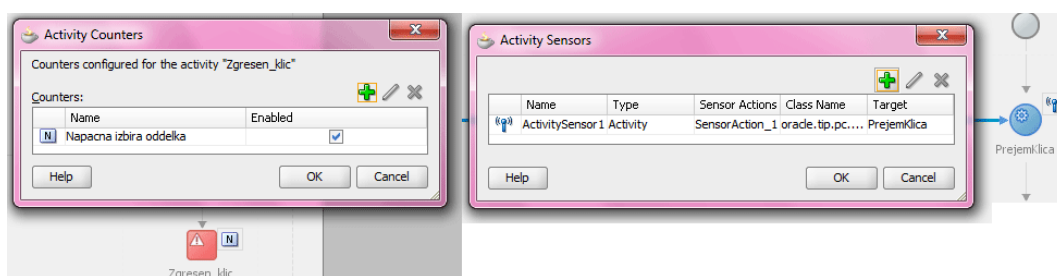 Activity Counters
Counters configured for the activity "Zgresen_klic"
Counters:
Name Enabled
N Napacna izbira oddelka
Help OK Cancel
N
Zgresen_klic
Activity Sensors
Name Type Sensor Actions Class Name Target
ActivitySensor1 Activity SensorAction_1 oracle.tip.pc.... PrejemKlica
Help OK Cancel
PrejemKlica